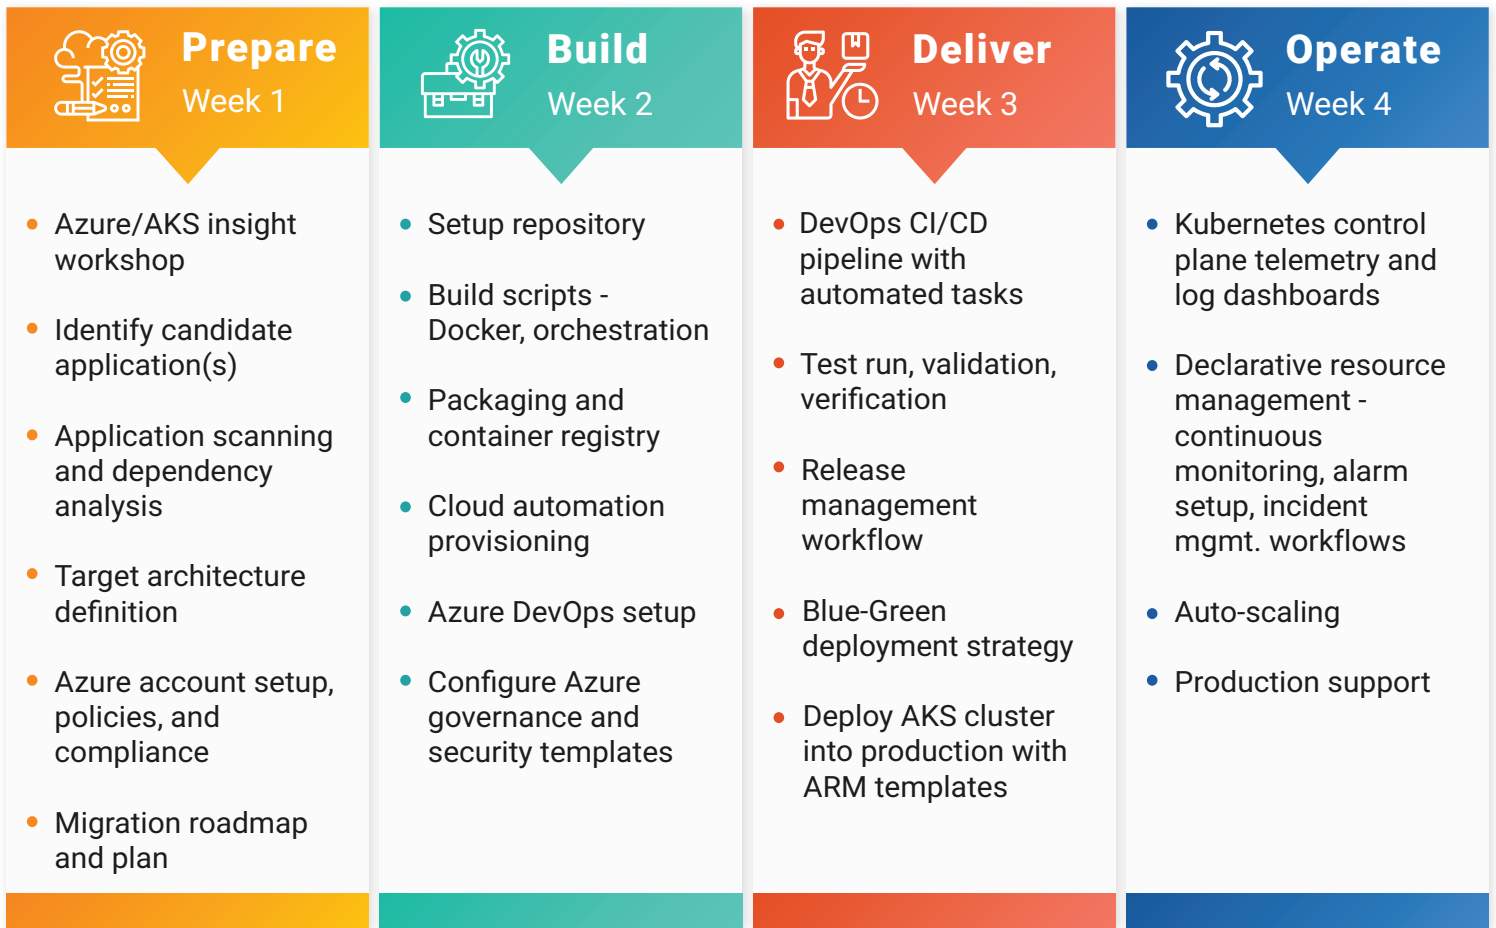 Prepare
Week 1
Azure/AKS insight
workshop
Identify candidate
application(s)
Application scanning
and dependency
analysis
Target architecture
definition
Azure account setup,
policies, and
compliance
Migration roadmap
and plan
Build
Week 2
Setup repository
Build scripts -
Docker, orchestration
Packaging and
container registry
Cloud automation
provisioning
Azure DevOps setup
Configure Azure
governance and
security templates
Deliver
Week 3
DevOps CI/CD
pipeline with
automated tasks
Test run, validation,
verification
Release
management
workflow
Blue-Green
deployment strategy
Deploy AKS cluster
into production with
ARM templates
Operate
Week 4
Kubernetes control
plane telemetry and
log dashboards
Declarative resource
management -
continuous
monitoring, alarm
setup, incident
mgmt. workflows
Auto-scaling
Production support